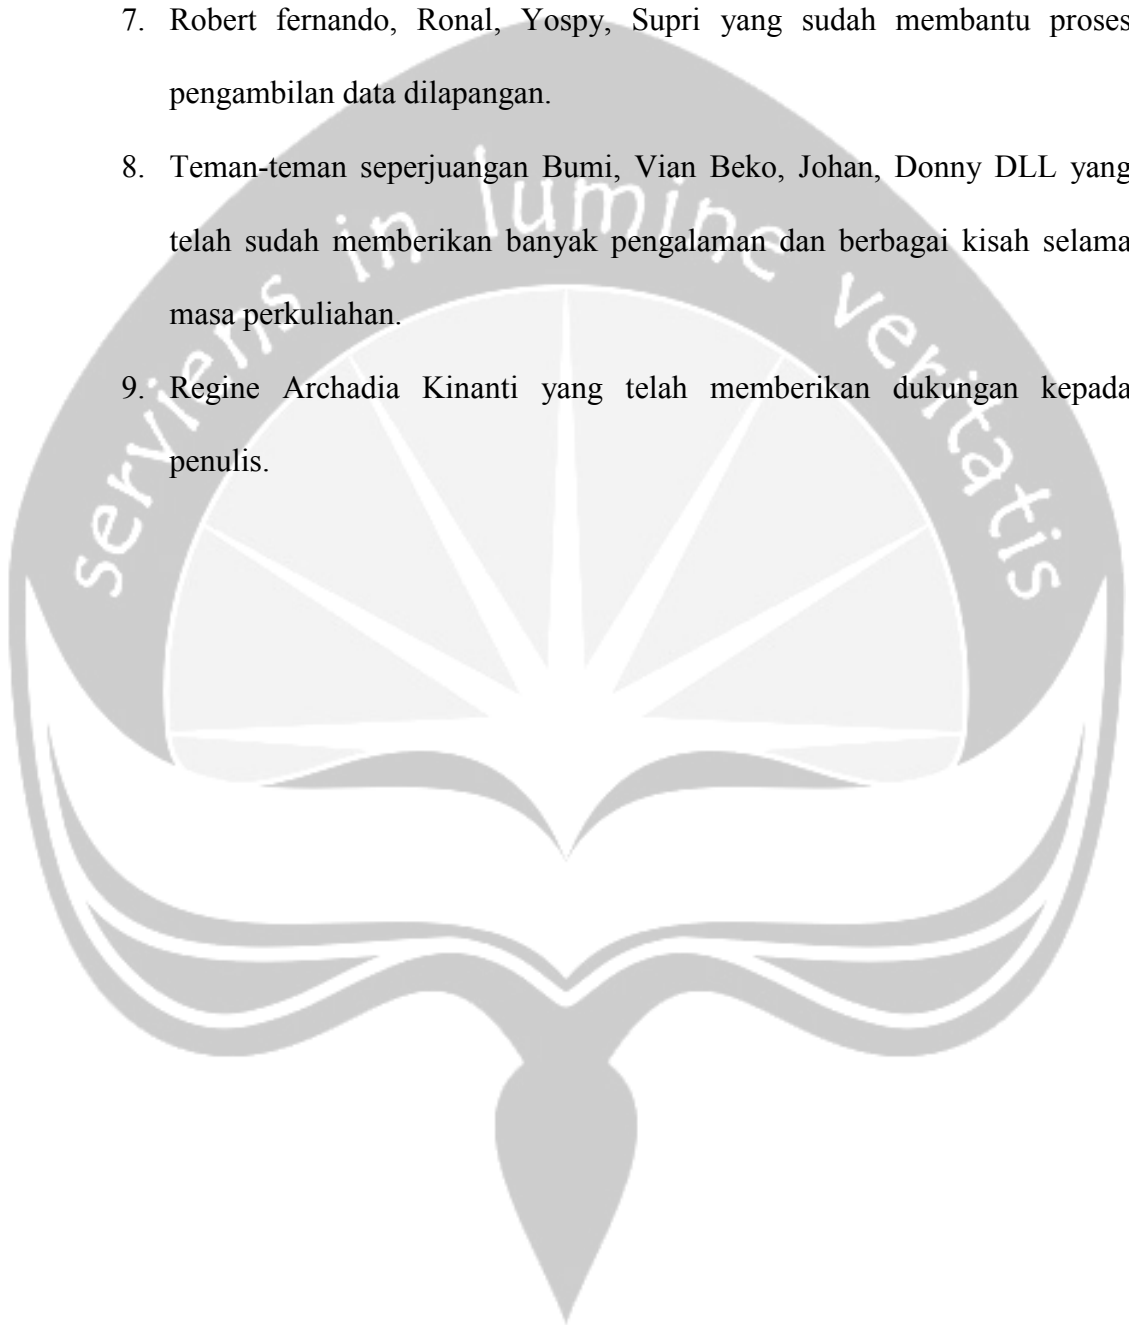 7. Robert fernando, Ronal, Yospy, Supri yang sudah membantu proses
pengambilan data dilapangan.
8. Teman-teman seperjuangan Bumi, Vian Beko, Johan, Donny DLL yang
telah sudah memberikan banyak pengalaman dan berbagai kisah selama
masa perkuliahan.
9. Regine Archadia Kinanti yang telah memberikan dukungan kepada
penulis.
serviens in lumine veritatis